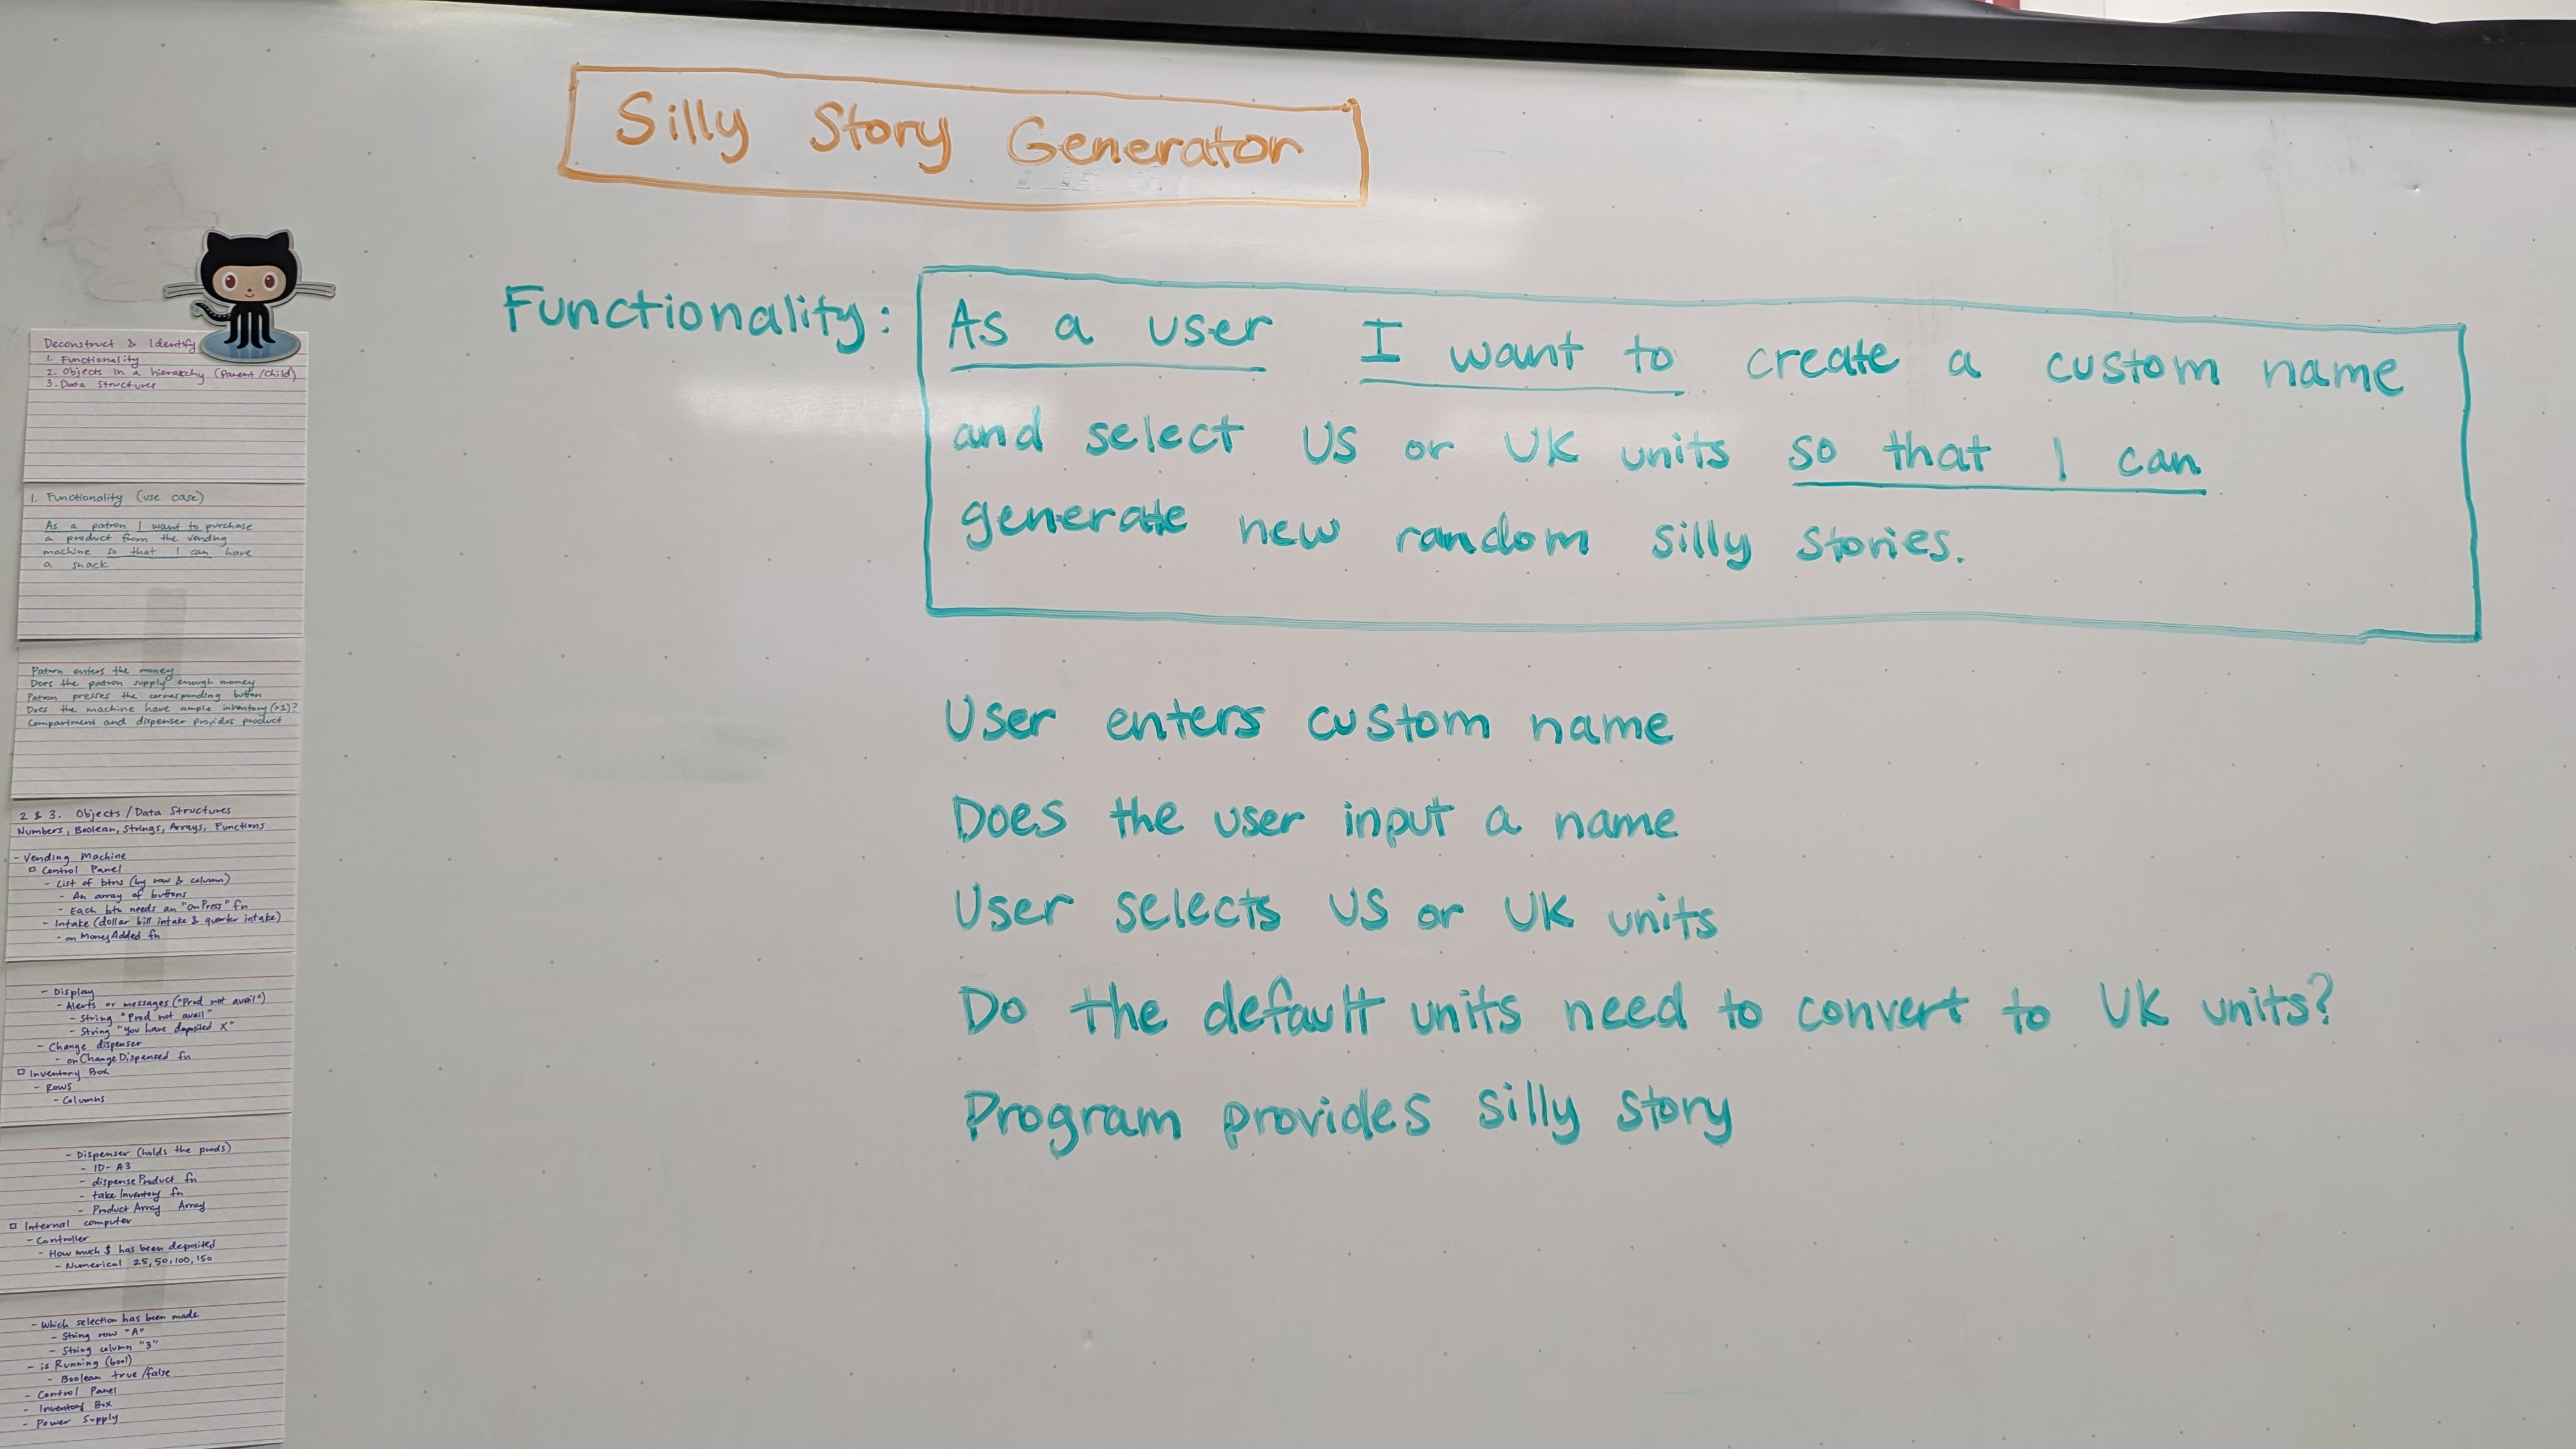 Silly Story Generator
Functionality:
As a user I want to create a custom name
and select US or UK units so that I can
generate new random silly stories.
User enters custom name
Does the user input a name
User selects US or UK units
Do the default units need to convert to UK units?
Program provides silly story
Deconstruct & Identify
1. Functionality
2. Objects in a hierarchy (Parent/Child)
3. Data Structures
1. Functionality (use case)
As a patron I want to purchase
a product from the vending
machine so that I can have
a snack
Patron enters the money
Does the patron supply enough money
Patron presses the corresponding button
Does the machine have ample inventory (>1)?
Compartment and dispenser provides product
2 & 3. Objects / Data Structures
Numbers, Boolean, Strings, Arrays, Functions
- Vending Machine
□ Control Panel
- List of btns (by row & column)
- An array of buttons
- Each btn needs an "onPress" fn
- Intake (dollar bill intake & quarter intake)
- onMoneyAdded fn
- Display
- Alerts or messages ("Prod not avail")
- String "Prod not avail"
- String "You have deposited X"
- Change dispenser
- onChangeDispensed fn
□ Inventory Box
- Rows
- Columns
- Dispenser (holds the prods)
- ID- A3
- dispenseProduct fn
- takeInventory fn
- Product Array Array
□ Internal computer
- Controller
- How much $ has been deposited
- Numerical 25, 50, 100, 150
- Which selection has been made
- String row "A"
- String column "3"
- is Running (bool)
- Boolean true/false
- Control Panel
- Inventory Box
- Power Supply